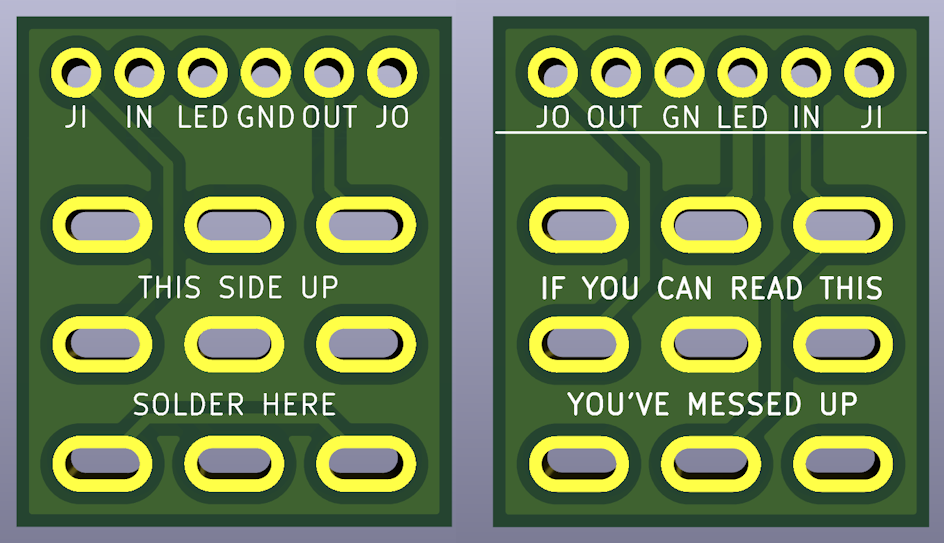 JI IN LED GND OUT JO
THIS SIDE UP
SOLDER HERE
JO OUT GN LED IN JI
IF YOU CAN READ THIS
YOU'VE MESSED UP